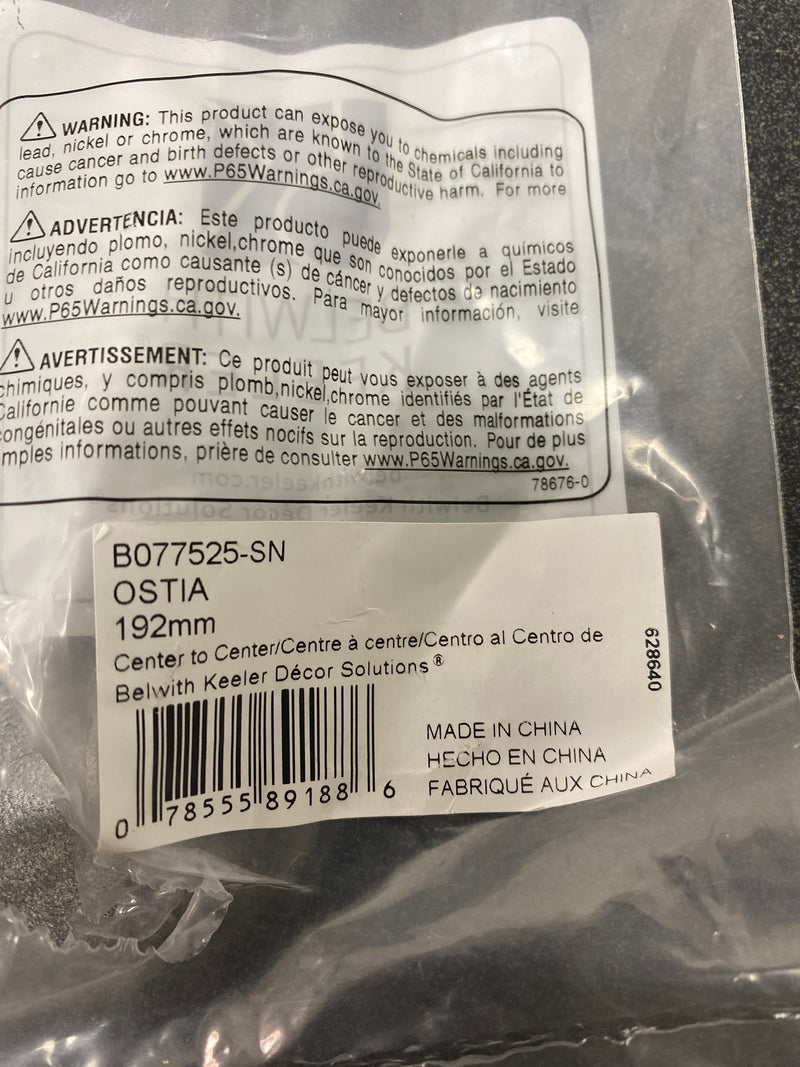 WARNING: This product can expose you to chemicals including
lead, nickel or chrome, which are known to the State of California to
cause cancer and birth defects or other reproductive harm. For more
information go to www.P65Warnings.ca.gov.
ADVERTENCIA: Este producto puede exponerle a químicos
incluyendo plomo, nickel,chrome que son conocidos por el Estado
de California como causante (s) de cáncer y defectos de nacimiento
u otros daños reproductivos. Para mayor información, visite
www.P65Warnings.ca.gov.
AVERTISSEMENT: Ce produit peut vous exposer à des agents
chimiques, y compris plomb,nickel,chrome identifiés par l'État de
Californie comme pouvant causer le cancer et des malformations
congénitales ou autres effets nocifs sur la reproduction. Pour de plus
mples informations, prière de consulter www.P65Warnings.ca.gov.
78676-0
belwithkeeler.com
Belwith Keeler Décor Solutions®
B077525-SN
OSTIA
192mm
Center to Center/Centre à centre/Centro al Centro de
Belwith Keeler Décor Solutions®
628640
MADE IN CHINA
HECHO EN CHINA
FABRIQUÉ AUX CHINA
0 78555 89188 6